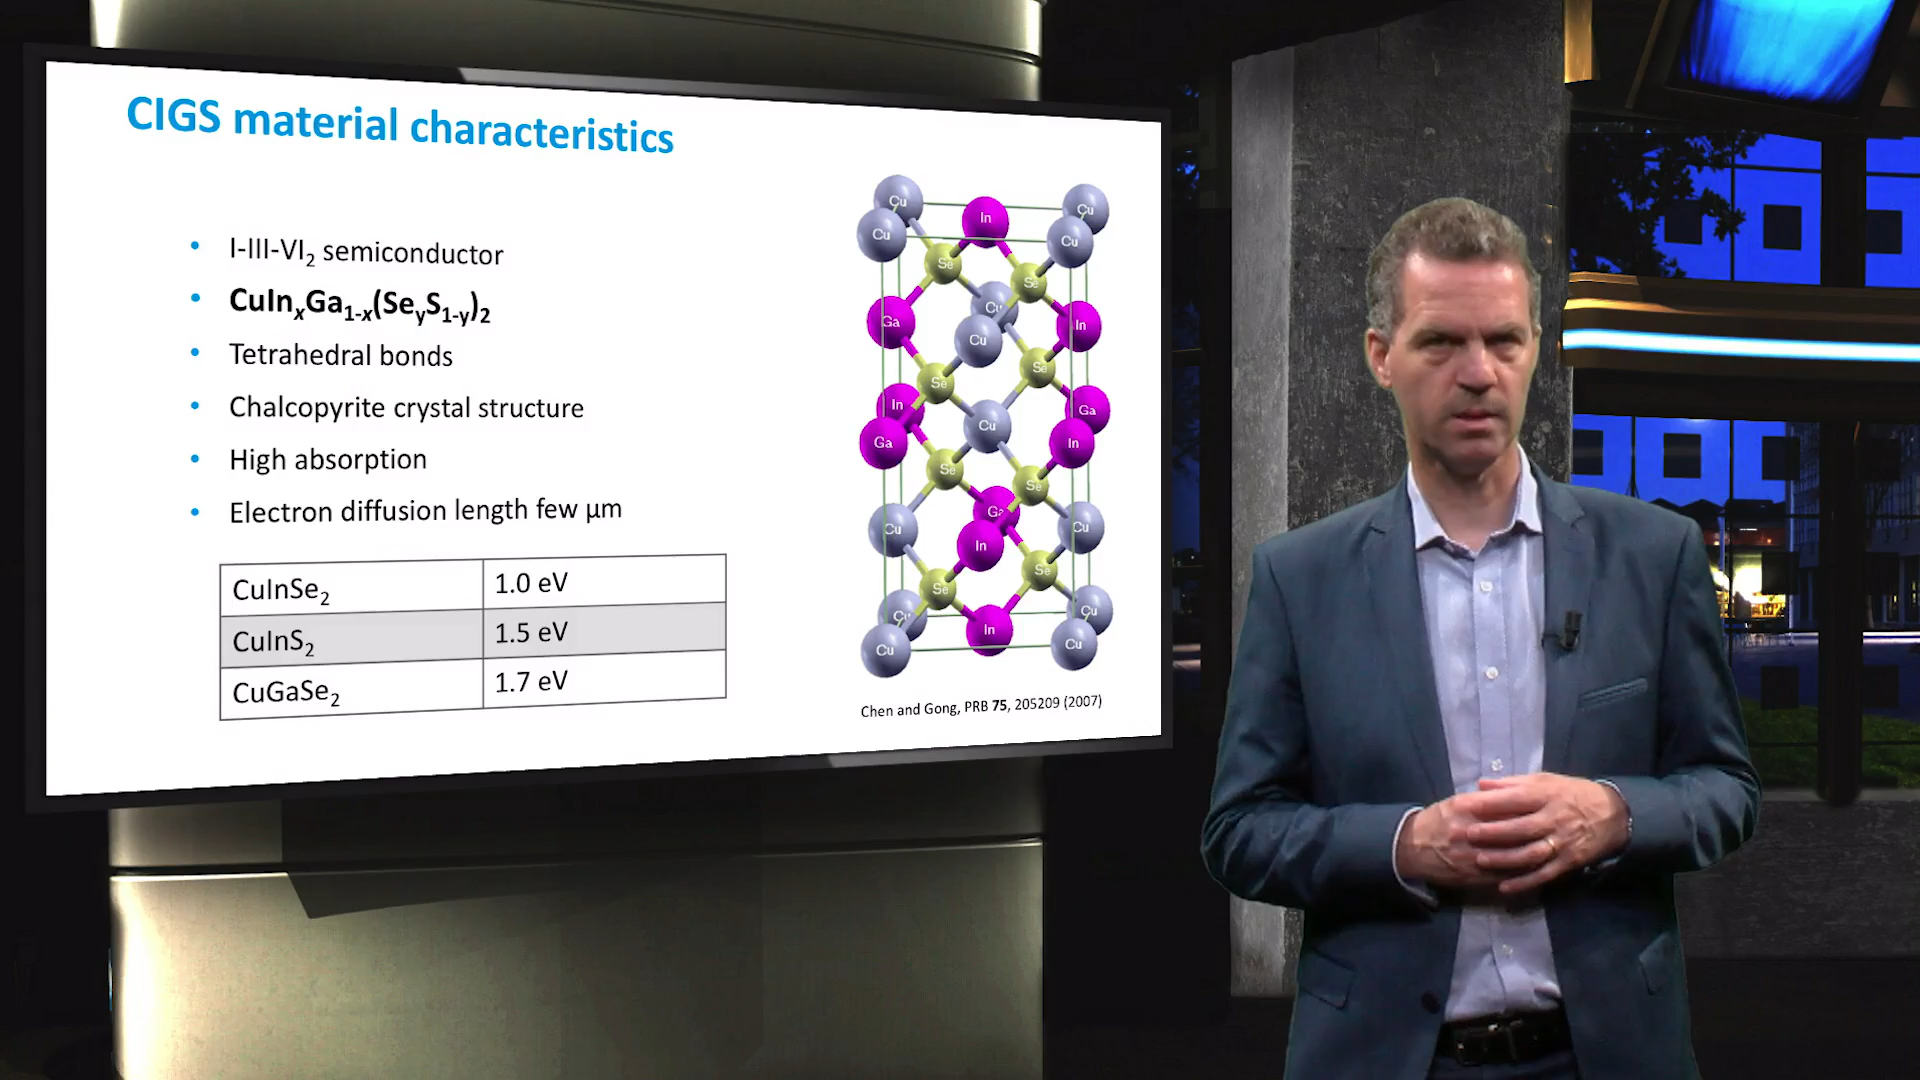 CIGS material characteristics
• I-III-VI₂ semiconductor
• CuInₓGa₁₋ₓ(SeᵧS₁₋ᵧ)₂
• Tetrahedral bonds
• Chalcopyrite crystal structure
• High absorption
• Electron diffusion length few µm
CuInSe₂ 1.0 eV
CuInS₂ 1.5 eV
CuGaSe₂ 1.7 eV
Cu In Cu
Cu Cu
Se Se
Ga Cu In
Cu
Se Se
In Ga
Cu
Ga In
Se Se
Ga
Cu In Cu
Se Se
Cu Cu
In
Cu Cu
Chen and Gong, PRB 75, 205209 (2007)